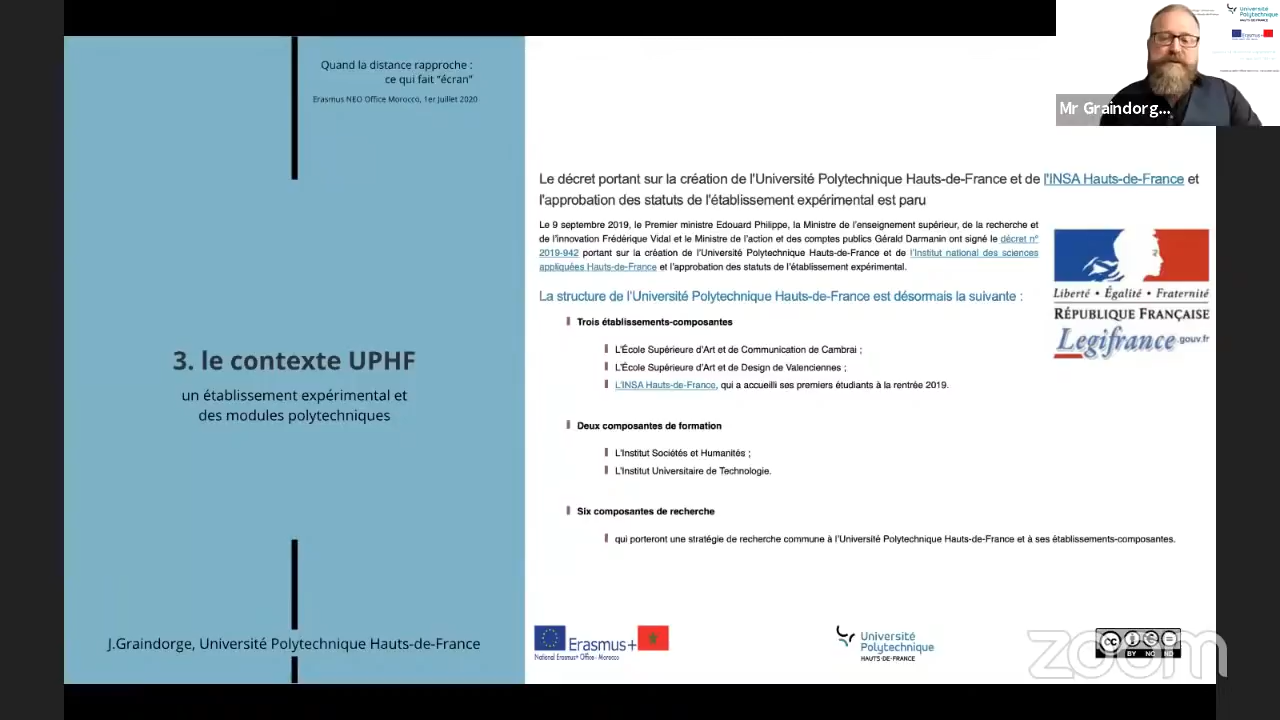 Quand la distance rapproche :
ce qui fait "écran"
Erasmus NEO Office Morocco, 1er Juillet 2020
3. le contexte UPHF
un établissement expérimental et
des modules polytechniques
J.Graindorge, Université Polytechnique Hauts-de-France
Le décret portant sur la création de l'Université Polytechnique Hauts-de-France et de l'INSA Hauts-de-France et
l'approbation des statuts de l'établissement expérimental est paru
Le 9 septembre 2019, le Premier ministre Edouard Philippe, la Ministre de l'enseignement supérieur, de la recherche et
de l'innovation Frédérique Vidal et le Ministre de l'action et des comptes publics Gérald Darmanin ont signé le décret n°
2019-942 portant sur la création de l'Université Polytechnique Hauts-de-France et de l'Institut national des sciences
appliquées Hauts-de-France et l'approbation des statuts de l'établissement expérimental.
La structure de l'Université Polytechnique Hauts-de-France est désormais la suivante :
Trois établissements-composantes
L'École Supérieure d'Art et de Communication de Cambrai ;
L'École Supérieure d'Art et de Design de Valenciennes ;
L'INSA Hauts-de-France, qui a accueilli ses premiers étudiants à la rentrée 2019.
Deux composantes de formation
L'Institut Sociétés et Humanités ;
L'Institut Universitaire de Technologie.
Six composantes de recherche
qui porteront une stratégie de recherche commune à l'Université Polytechnique Hauts-de-France et à ses établissements-composantes.
Liberté • Égalité • Fraternité
RÉPUBLIQUE FRANÇAISE
Legifrance.gouv.fr
Erasmus+
National Erasmus+ Office - Morocco
Université
Polytechnique
HAUTS-DE-FRANCE
cc
BY NC ND
zoom
Université
Polytechnique
HAUTS-DE-FRANCE
Erasmus+
Mr Graindorg...